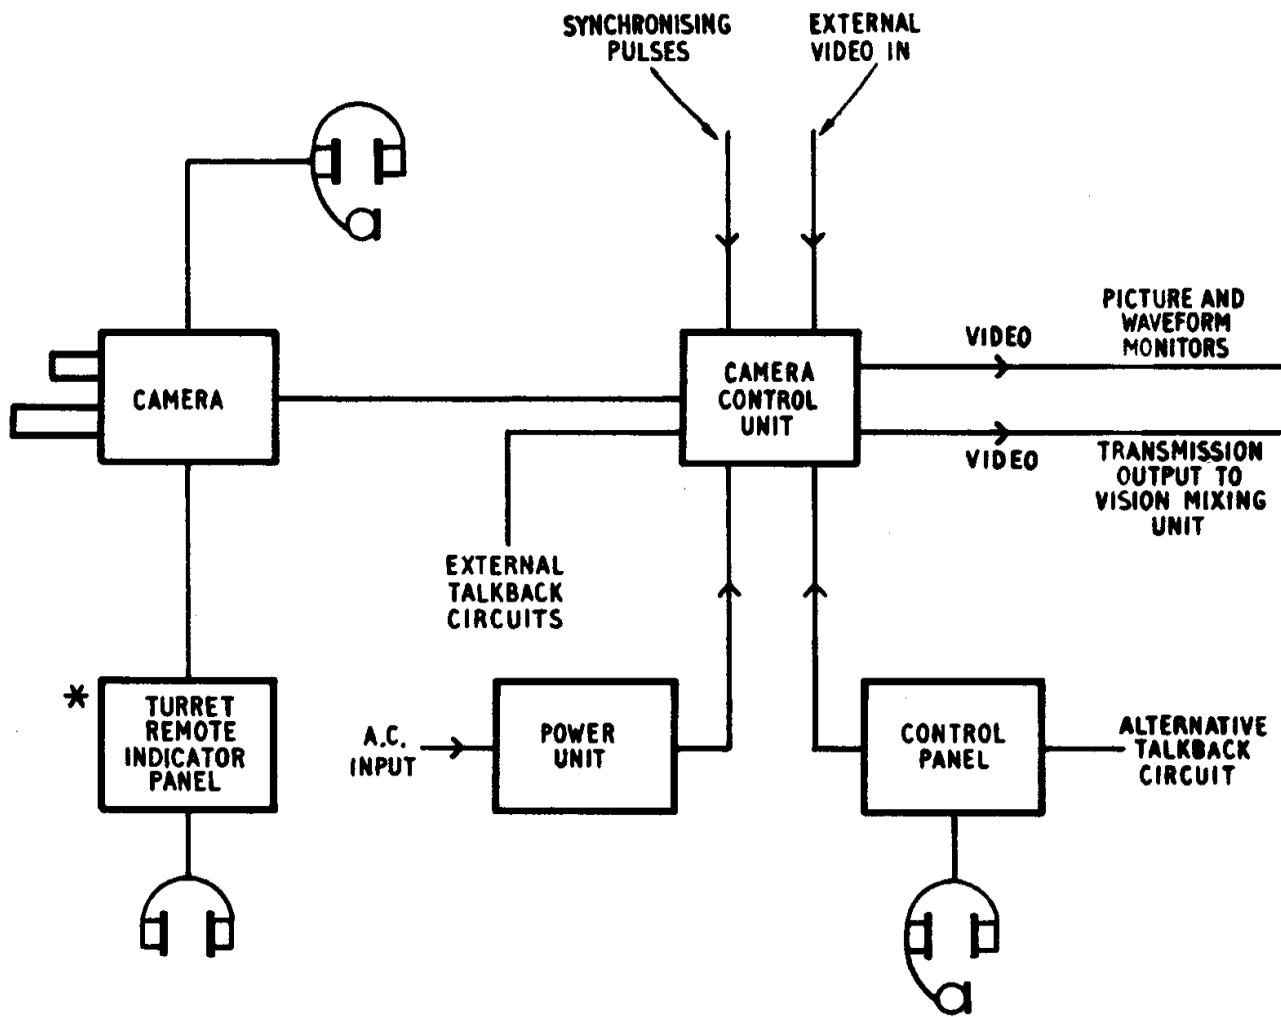 SYNCHRONISING
PULSES
EXTERNAL
VIDEO IN
PICTURE AND
WAVEFORM
MONITORS
VIDEO
CAMERA
CAMERA
CONTROL
UNIT
VIDEO
TRANSMISSION
OUTPUT TO
VISION MIXING
UNIT
EXTERNAL
TALKBACK
CIRCUITS
*
TURRET
REMOTE
INDICATOR
PANEL
A.C.
INPUT
POWER
UNIT
CONTROL
PANEL
ALTERNATIVE
TALKBACK
CIRCUIT